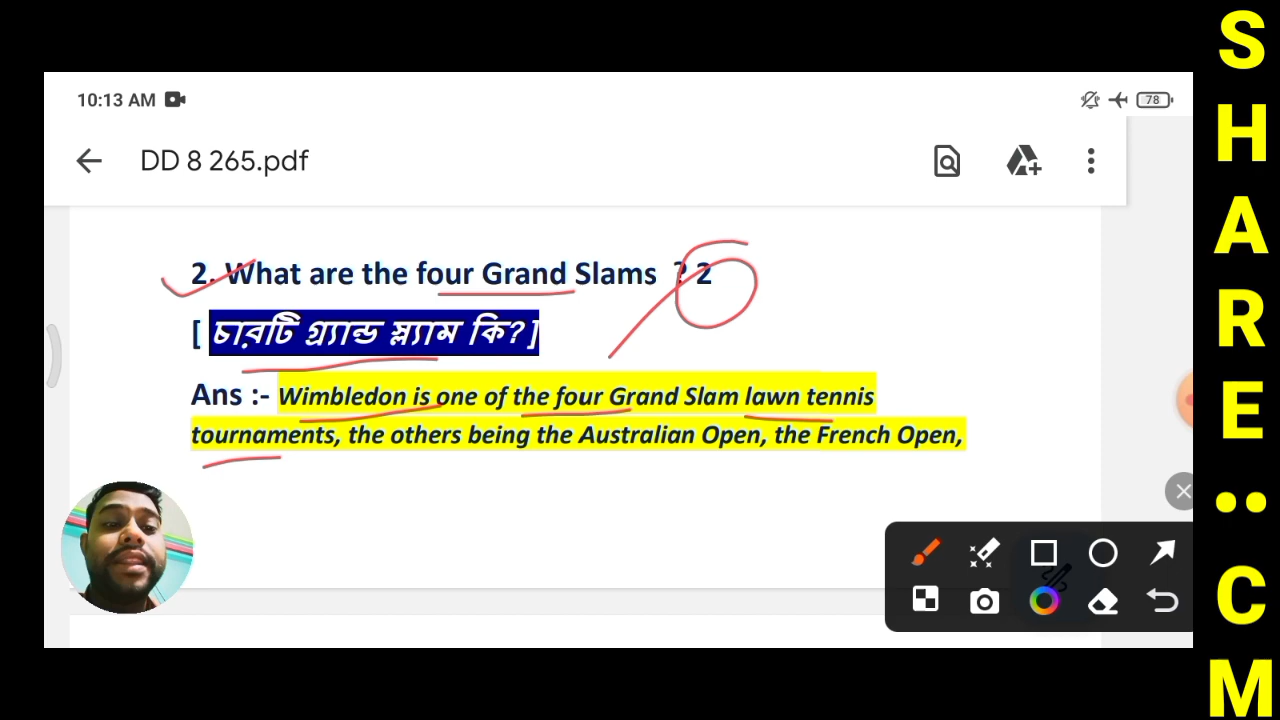 10:13 AM
78
DD 8 265.pdf
2. What are the four Grand Slams ? 2
[ চারটি গ্র্যান্ড স্ল্যাম কি? ]
Ans :- Wimbledon is one of the four Grand Slam lawn tennis
tournaments, the others being the Australian Open, the French Open,
SHARE••CM